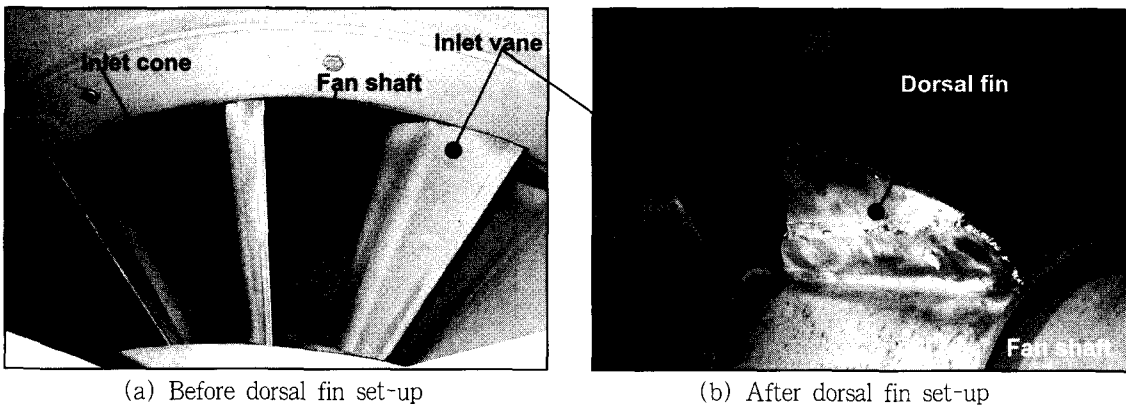 Inlet vane
Inlet cone
Fan shaft
Dorsal fin
Fan shaft
(a) Before dorsal fin set-up
(b) After dorsal fin set-up